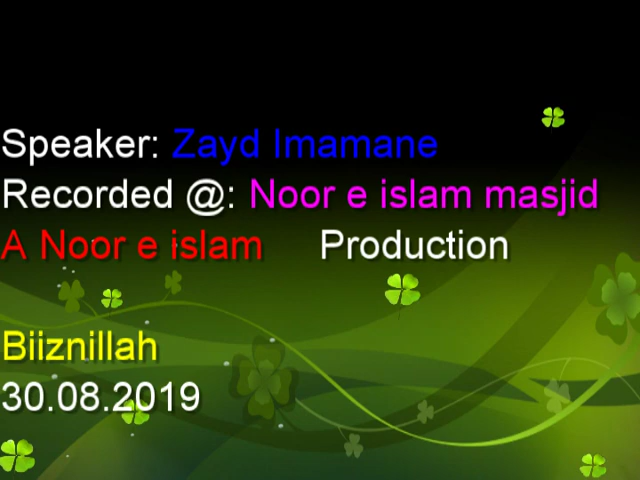 Speaker: Zayd Imamane
Recorded @: Noor e islam masjid
A Noor e islam Production
Biiznillah
30.08.2019